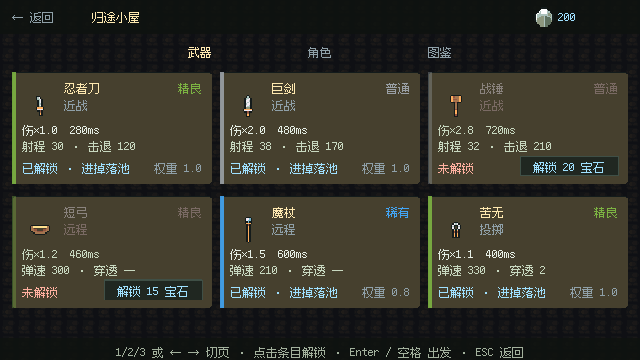 ← 返回 归途小屋 200
武器 角色 图鉴
忍者刀 精良
近战
伤×1.0 280ms
射程 30 · 击退 120
已解锁 · 进掉落池 权重 1.0
巨剑 普通
近战
伤×2.0 480ms
射程 38 · 击退 170
已解锁 · 进掉落池 权重 1.0
战锤 普通
近战
伤×2.8 720ms
射程 32 · 击退 210
未解锁 解锁 20 宝石
短弓 精良
远程
伤×1.2 460ms
弹速 300 · 穿透 —
未解锁 解锁 15 宝石
魔杖 稀有
远程
伤×1.5 600ms
弹速 210 · 穿透 —
已解锁 · 进掉落池 权重 0.8
苦无 精良
投掷
伤×1.1 400ms
弹速 330 · 穿透 2
已解锁 · 进掉落池 权重 1.0
1/2/3 或 ← → 切页 · 点击条目解锁 · Enter / 空格 出发 · ESC 返回